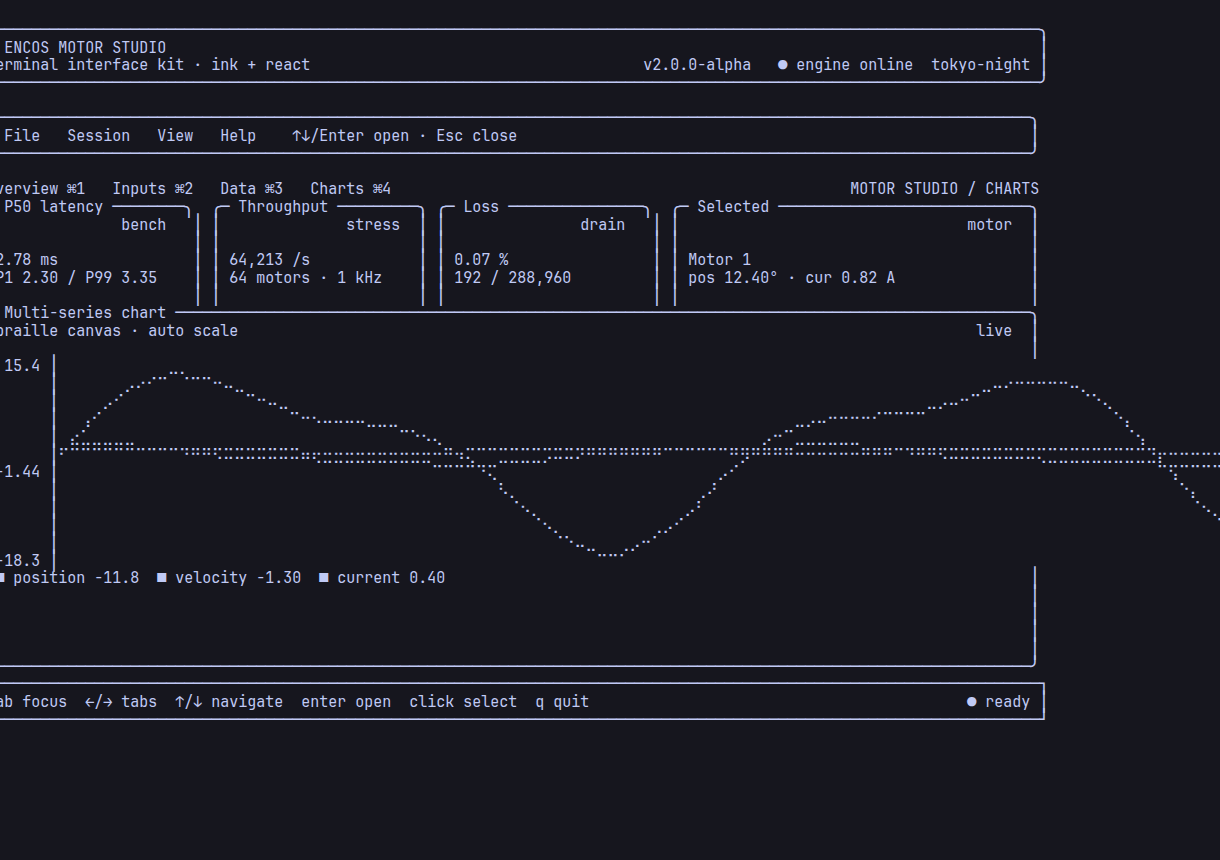 ENCOS MOTOR STUDIO
erminal interface kit · ink + react v2.0.0-alpha ● engine online tokyo-night
File Session View Help ↑↓/Enter open · Esc close
verview ⌘1 Inputs ⌘2 Data ⌘3 Charts ⌘4 MOTOR STUDIO / CHARTS
P50 latency Throughput Loss Selected
bench stress drain motor
2.78 ms 64,213 /s 0.07 % Motor 1
P1 2.30 / P99 3.35 64 motors · 1 kHz 192 / 288,960 pos 12.40° · cur 0.82 A
Multi-series chart
braille canvas · auto scale live
15.4
-1.44
-18.3
■ position -11.8 ■ velocity -1.30 ■ current 0.40
ab focus ←/→ tabs ↑/↓ navigate enter open click select q quit ● ready